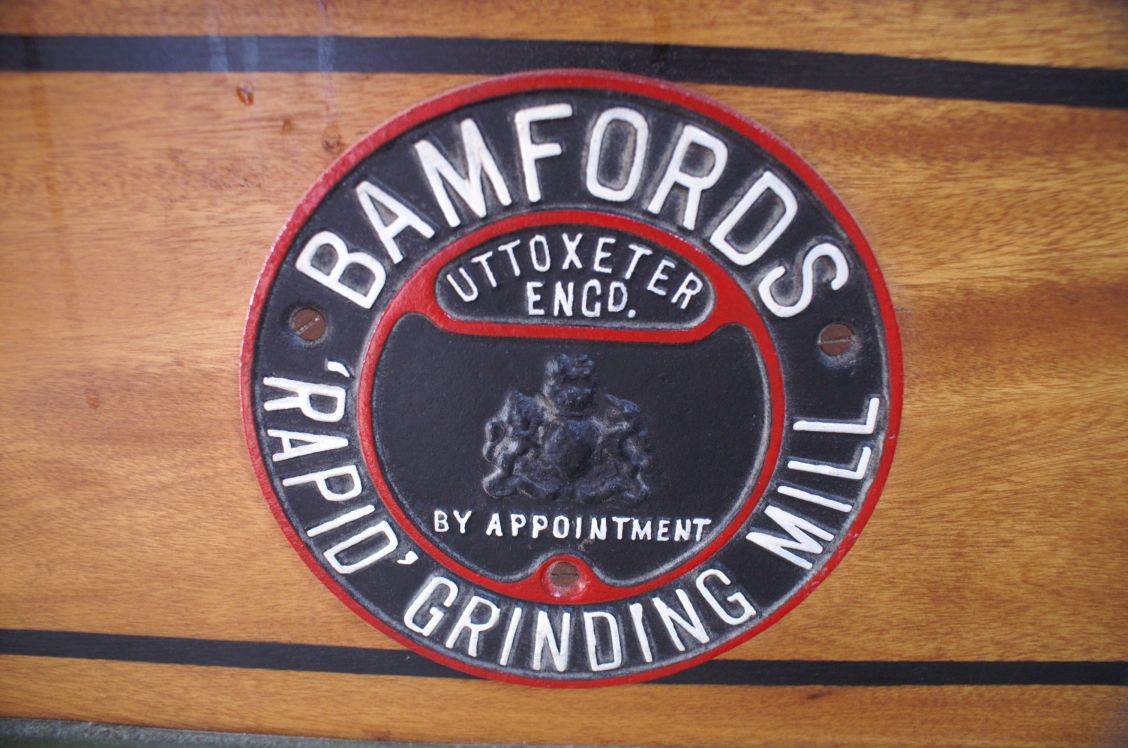 BAMFORDS
UTTOXETER
ENGD.
BY APPOINTMENT
'RAPID' GRINDING MILL